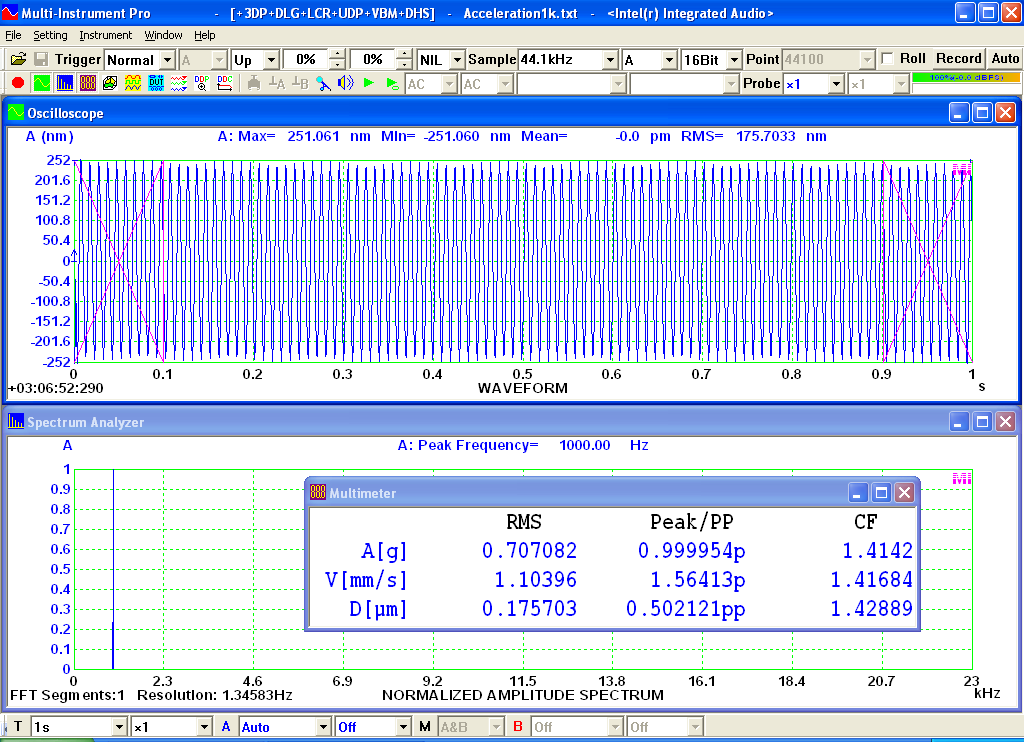 Multi-Instrument Pro - [+3DP+DLG+LCR+UDP+VBM+DHS] - Acceleration1k.txt - <Intel(r) Integrated Audio>
File Setting Instrument Window Help
Trigger Normal A Up 0% 0% NIL Sample 44.1kHz A 16Bit Point 44100 Roll Record Auto
DUT DDP DDC ⊥A ⊥B AC AC Probe ×1 ×1 100%(-0.0 dBFS)
Oscilloscope
A (nm) A: Max= 251.061 nm MIn= -251.060 nm Mean= -0.0 pm RMS= 175.7033 nm
252
201.6
151.2
100.8
50.4
0
-50.4
-100.8
-151.2
-201.6
-252
0 0.1 0.2 0.3 0.4 0.5 0.6 0.7 0.8 0.9 1
+03:06:52:290 WAVEFORM s
Spectrum Analyzer
A A: Peak Frequency= 1000.00 Hz
1
0.9
0.8
0.7
0.6
0.5
0.4
0.3
0.2
0.1
0
Multimeter
RMS Peak/PP CF
A[g] 0.707082 0.999954p 1.4142
V[mm/s] 1.10396 1.56413p 1.41684
D[µm] 0.175703 0.502121pp 1.42889
0 2.3 4.6 6.9 9.2 11.5 13.8 16.1 18.4 20.7 23
FFT Segments:1 Resolution: 1.34583Hz NORMALIZED AMPLITUDE SPECTRUM kHz
T 1s ×1 A Auto Off M A&B B Off Off